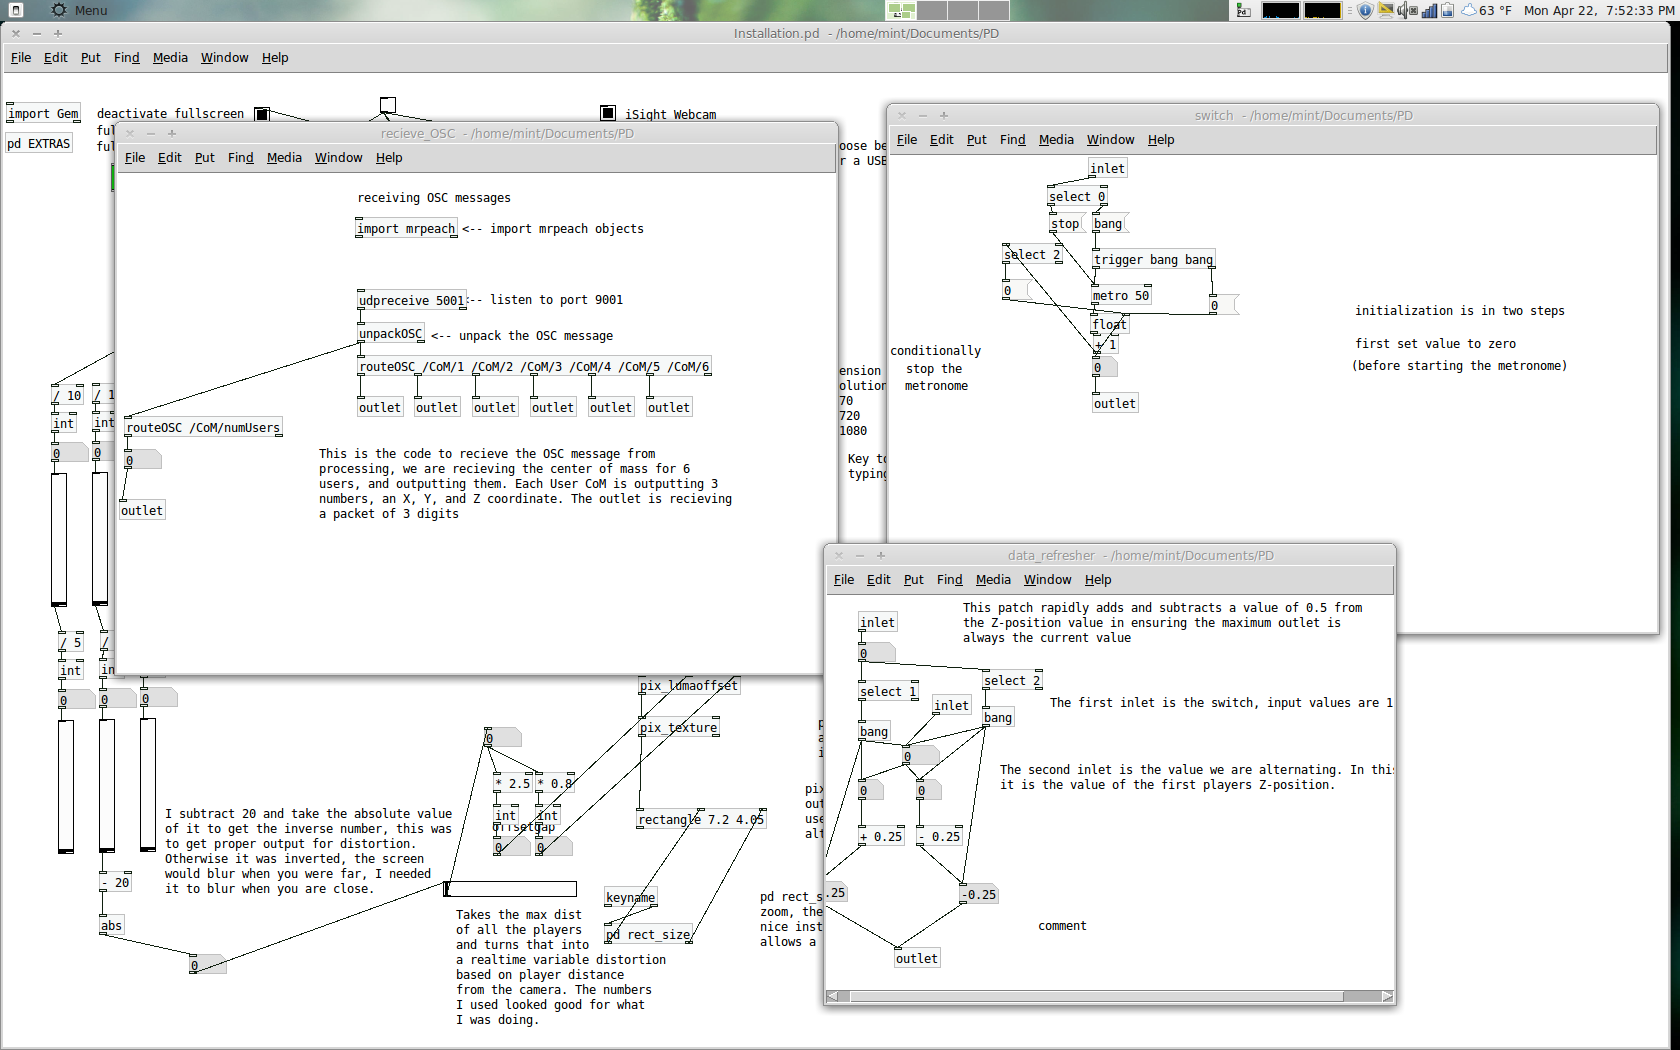 Menu
Pd
63 °F
Mon Apr 22, 7:52:33 PM
Installation.pd - /home/mint/Documents/PD
File Edit Put Find Media Window Help
import Gem
pd EXTRAS
deactivate fullscreen
ful
ful
iSight Webcam
oose be
r a USB
ension
olution
70
720
1080
Key to
typing
/ 10
/ 1
int
int
0
0
/ 5
/
int
in
0
0
0
I subtract 20 and take the absolute value
of it to get the inverse number, this was
to get proper output for distortion.
Otherwise it was inverted, the screen
would blur when you were far, I needed
it to blur when you are close.
- 20
abs
0
0
* 2.5
* 0.8
int
int
offsetgap
0
0
Takes the max dist
of all the players
and turns that into
a realtime variable distortion
based on player distance
from the camera. The numbers
I used looked good for what
I was doing.
pix_lumaoffset
pix_texture
rectangle 7.2 4.05
keyname
pd rect_size
p
a
i
pix
out
use
alt
pd rect_s
zoom, the
nice inst
allows a
recieve_OSC - /home/mint/Documents/PD
File Edit Put Find Media Window Help
receiving OSC messages
import mrpeach
<-- import mrpeach objects
udpreceive 5001
<-- listen to port 9001
unpackOSC
<-- unpack the OSC message
routeOSC /CoM/1 /CoM/2 /CoM/3 /CoM/4 /CoM/5 /CoM/6
outlet
outlet
outlet
outlet
outlet
outlet
routeOSC /CoM/numUsers
0
outlet
This is the code to recieve the OSC message from
processing, we are recieving the center of mass for 6
users, and outputting them. Each User CoM is outputting 3
numbers, an X, Y, and Z coordinate. The outlet is recieving
a packet of 3 digits
switch - /home/mint/Documents/PD
File Edit Put Find Media Window Help
inlet
select 0
stop
bang
select 2
trigger bang bang
0
metro 50
0
float
+ 1
0
outlet
conditionally
stop the
metronome
initialization is in two steps
first set value to zero
(before starting the metronome)
data_refresher - /home/mint/Documents/PD
File Edit Put Find Media Window Help
This patch rapidly adds and subtracts a value of 0.5 from
the Z-position value in ensuring the maximum outlet is
always the current value
inlet
0
select 2
select 1
inlet
The first inlet is the switch, input values are 1
bang
bang
0
The second inlet is the value we are alternating. In this
it is the value of the first players Z-position.
0
0
+ 0.25
- 0.25
.25
-0.25
comment
outlet